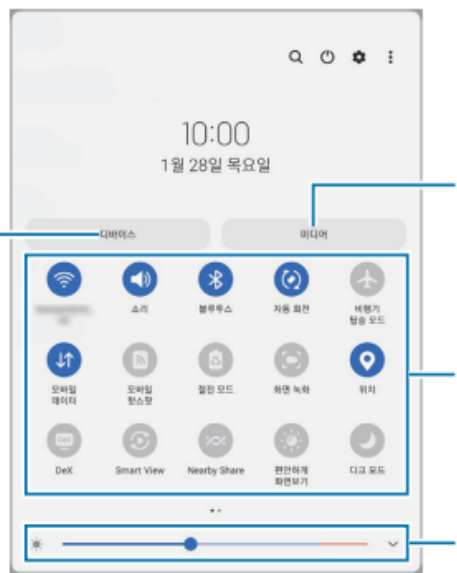 10:00
1월 28일 목요일
디바이스
미디어
소리
블루투스
자동 회전
비행기
탑승 모드
모바일
데이터
모바일
핫스팟
절전 모드
화면 녹화
위치
DeX
DeX
Smart View
Nearby Share
편안하게
화면보기
다크 모드